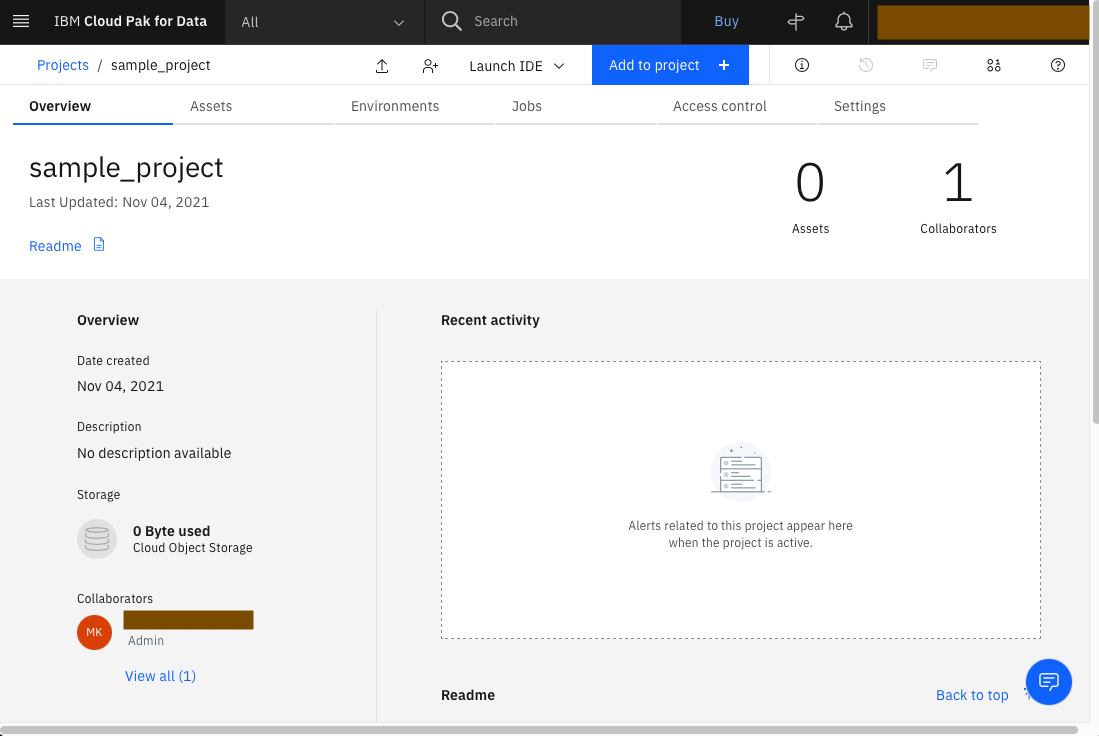 IBM Cloud Pak for Data
All
Search
Buy
Projects / sample_project
Launch IDE
Add to project +
Overview
Assets
Environments
Jobs
Access control
Settings
sample_project
Last Updated: Nov 04, 2021
Readme
0
Assets
1
Collaborators
Overview
Date created
Nov 04, 2021
Description
No description available
Storage
0 Byte used
Cloud Object Storage
Collaborators
MK
Admin
View all (1)
Recent activity
Alerts related to this project appear here
when the project is active.
Readme
Back to top